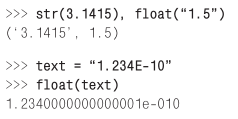 >>> str(3.1415), float(“1.5”)
(‘3.1415’, 1.5)
>>> text = “1.234E-10”
>>> float(text)
1.2340000000000001e-010